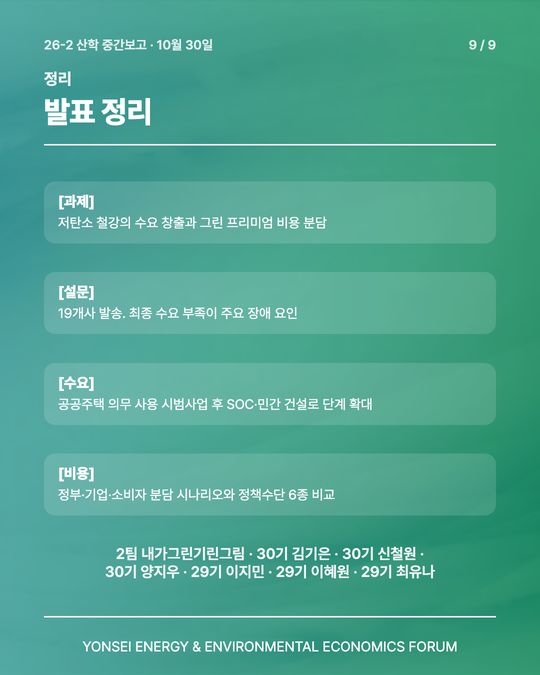 26-2 산학 중간보고 · 10월 30일
9 / 9
정리
발표 정리
[과제]
저탄소 철강의 수요 창출과 그린 프리미엄 비용 분담
[설문]
19개사 발송. 최종 수요 부족이 주요 장애 요인
[수요]
공공주택 의무 사용 시범사업 후 SOC·민간 건설로 단계 확대
[비용]
정부·기업·소비자 분담 시나리오와 정책수단 6종 비교
2팀 내가그린기린그림 · 30기 김기은 · 30기 신철원 ·
30기 양지우 · 29기 이지민 · 29기 이혜원 · 29기 최유나
YONSEI ENERGY & ENVIRONMENTAL ECONOMICS FORUM